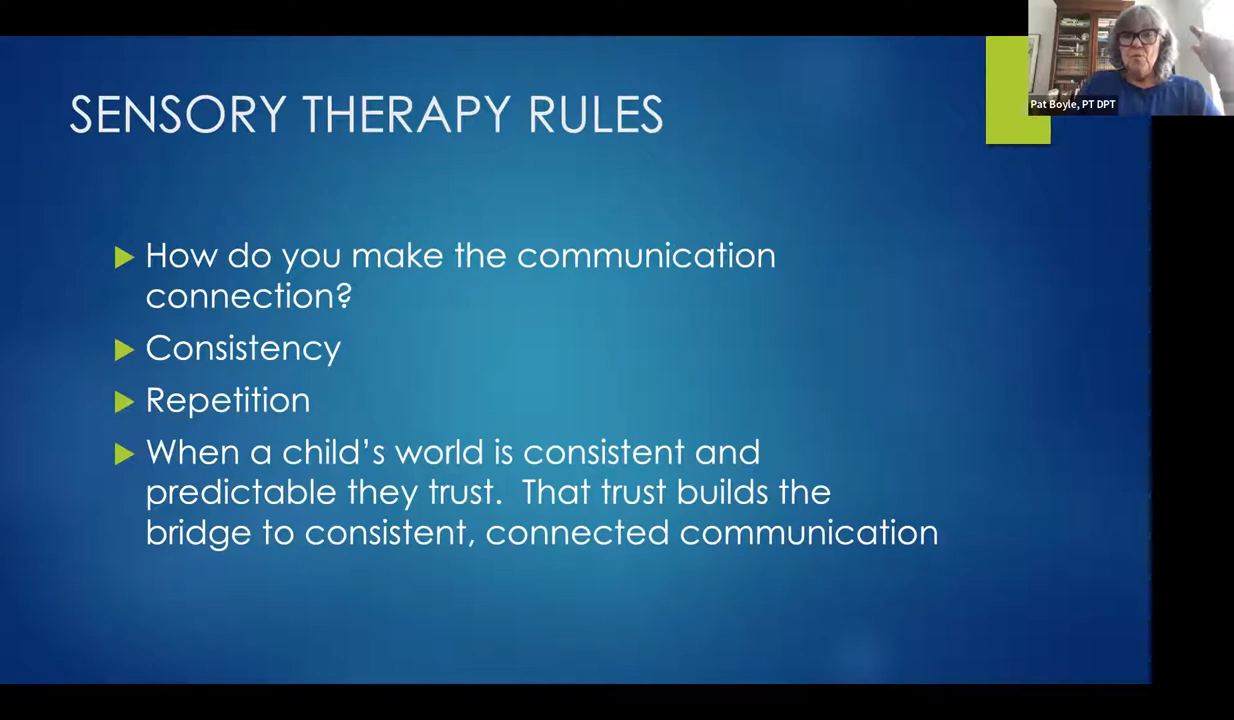 SENSORY THERAPY RULES
Pat Boyle, PT DPT
How do you make the communication
connection?
Consistency
Repetition
When a child's world is consistent and
predictable they trust.  That trust builds the
bridge to consistent, connected communication